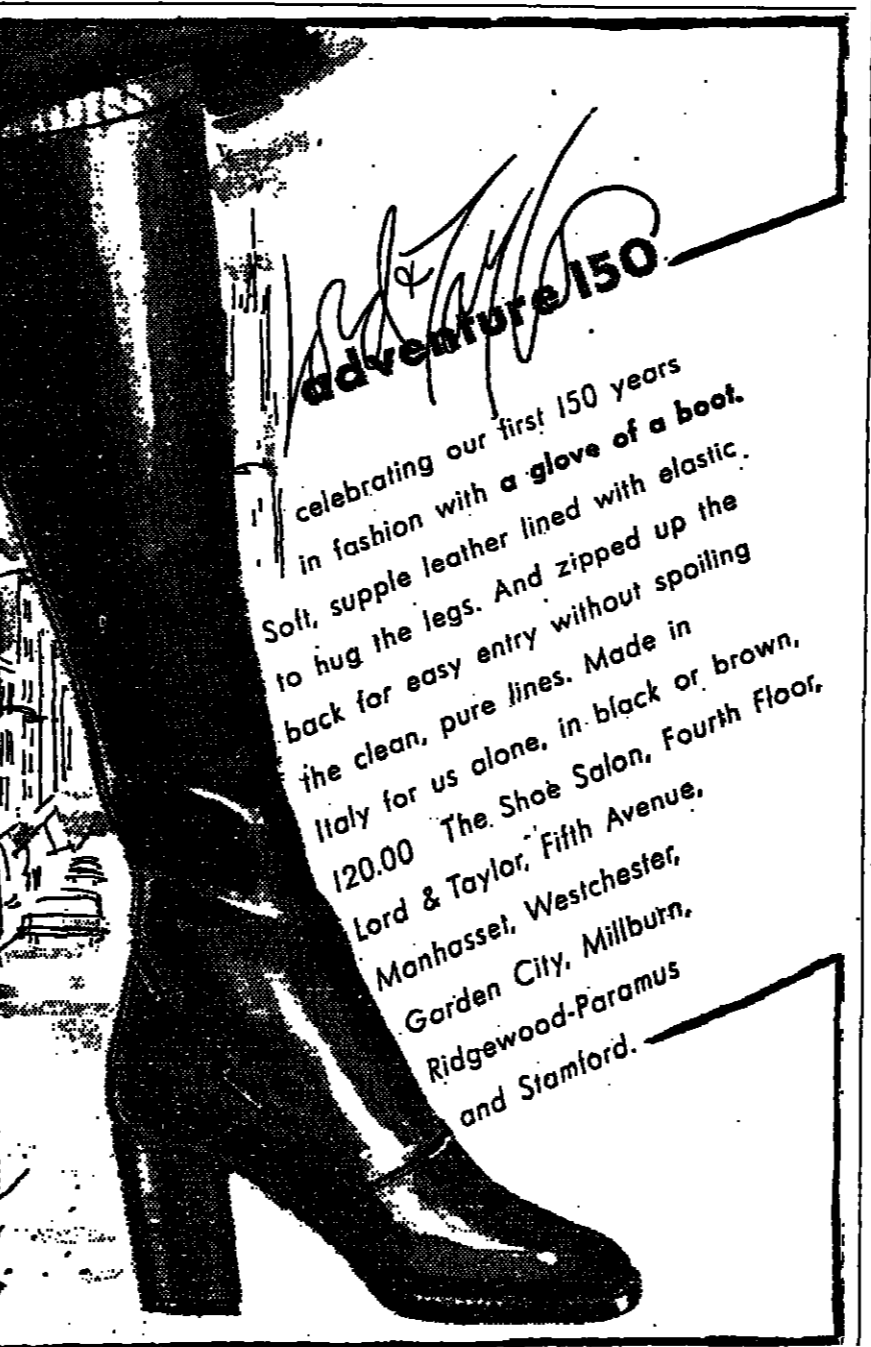 Lord & Taylor
adventure 150
celebrating our first 150 years
in fashion with a glove of a boot.
Soft, supple leather lined with elastic
to hug the legs. And zipped up the
back for easy entry without spoiling
the clean, pure lines. Made in
Italy for us alone, in black or brown,
120.00 The Shoe Salon, Fourth Floor,
Lord & Taylor, Fifth Avenue,
Manhasset, Westchester,
Garden City, Millburn,
Ridgewood-Paramus
and Stamford.